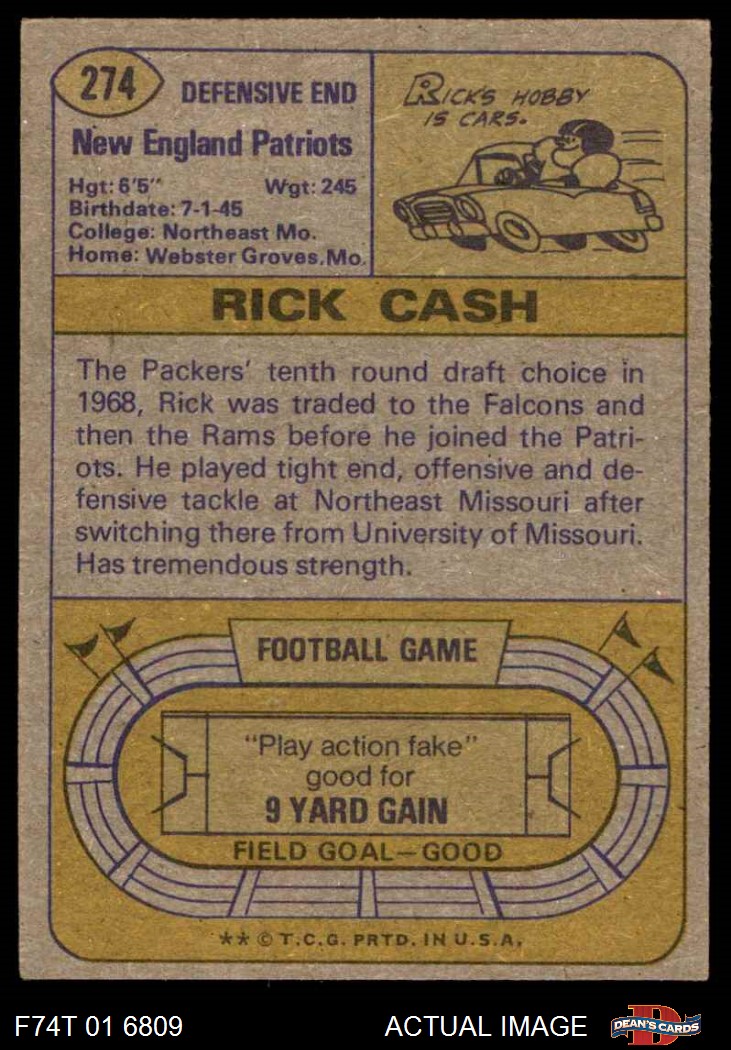 274
DEFENSIVE END
New England Patriots
Hgt: 6'5" Wgt: 245
Birthdate: 7-1-45
College: Northeast Mo.
Home: Webster Groves, Mo.
RICK'S HOBBY
IS CARS.
RICK CASH
The Packers' tenth round draft choice in
1968, Rick was traded to the Falcons and
then the Rams before he joined the Patri-
ots. He played tight end, offensive and de-
fensive tackle at Northeast Missouri after
switching there from University of Missouri.
Has tremendous strength.
FOOTBALL GAME
"Play action fake"
good for
9 YARD GAIN
FIELD GOAL—GOOD
** © T.C.G. PRTD. IN U.S.A.
F74T 01 6809
ACTUAL IMAGE
D
DEAN'S CARDS